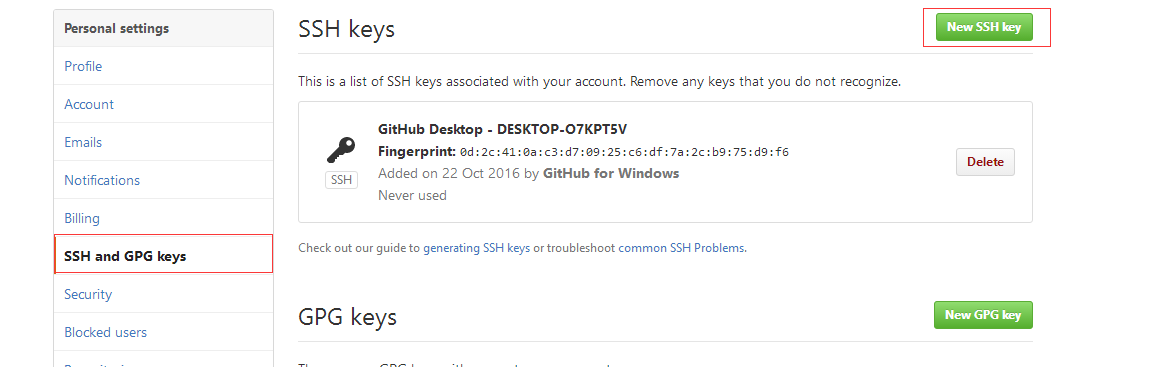 Personal settings
Profile
Account
Emails
Notifications
Billing
SSH and GPG keys
Security
Blocked users
SSH keys
New SSH key
This is a list of SSH keys associated with your account. Remove any keys that you do not recognize.
SSH
GitHub Desktop - DESKTOP-O7KPT5V
Fingerprint: 0d:2c:41:0a:c3:d7:09:25:c6:df:7a:2c:b9:75:d9:f6
Added on 22 Oct 2016 by GitHub for Windows
Never used
Delete
Check out our guide to generating SSH keys or troubleshoot common SSH Problems.
GPG keys
New GPG key